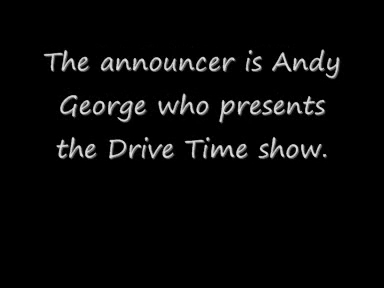 The announcer is Andy
George who presents
the Drive Time show.